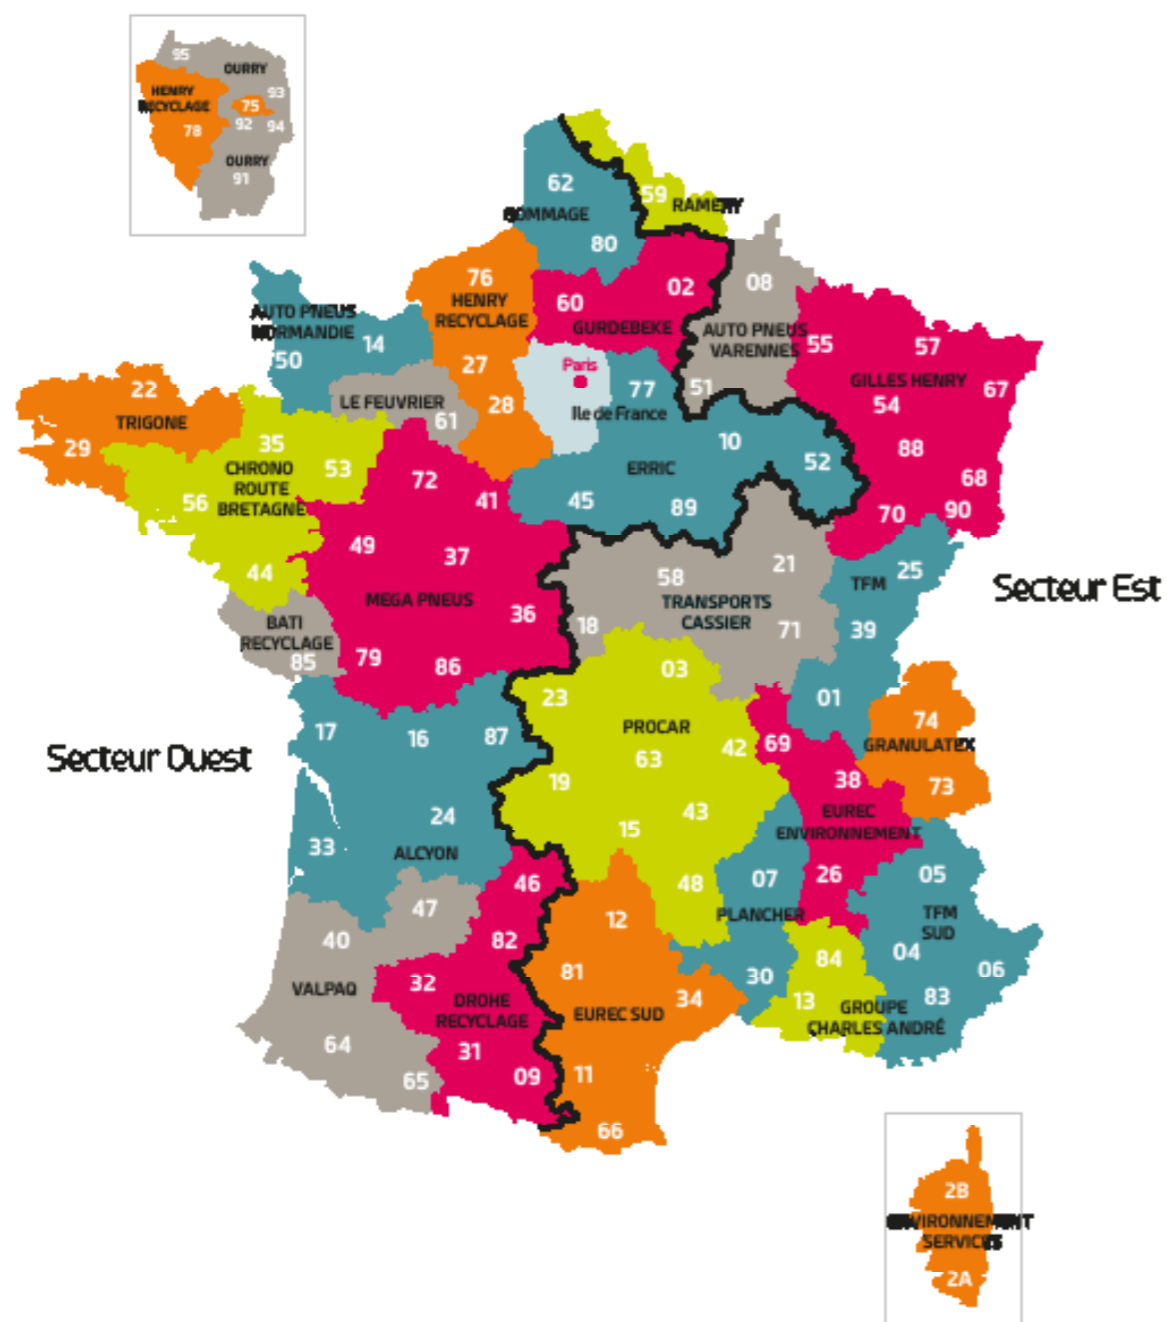 95
OURRY
HENRY
RECYCLAGE
93
75
78
92
94
OURRY
91
62
59
RAMERY
80
76
HENRY
RECYCLAGE
60
02
GURDEBEKE
08
AUTO PNEUS
VARENNES
51
55
57
GILLES HENRY
67
54
88
68
70
90
AUTO PNEUS
NORMANDIE
14
50
LE FEUVRIER
61
27
28
Paris
77
Ile de France
10
52
ERRIC
45
89
22
TRIGONE
29
35
53
CHRONO
ROUTE
BRETAGNE
56
44
72
41
49
37
MEGA PNEUS
36
79
86
BATI
RECYCLAGE
85
58
21
TRANSPORTS
CASSIER
18
71
TFM
25
39
01
Secteur Est
03
23
PROCAR
63
42
19
43
15
48
69
38
EUREC
ENVIRONNEMENT
26
74
GRANULATEX
73
Secteur Ouest
17
16
87
24
33
ALCYON
46
82
32
DROHE
RECYCLAGE
31
09
47
40
VALPAQ
64
65
12
81
34
EUREC SUD
11
66
07
PLANCHER
30
84
13
GROUPE
CHARLES ANDRÉ
05
TFM
SUD
04
06
83
2B
ENVIRONNEMENT
SERVICES
2A